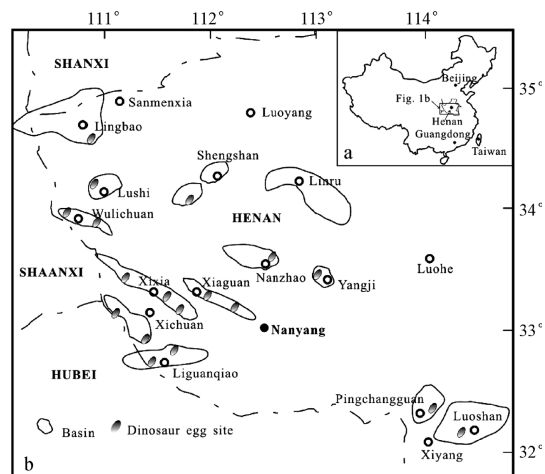 111° 112° 113° 114°
SHANXI
Sanmenxia
Lingbao
Luoyang
35°
Beijing
Fig. 1b
Henan
Guangdong
a
Taiwan
Shengshan
Lushi
Linru
Wulichuan
HENAN
34°
SHAANXI
Xixia
Xiaguan
Nanzhao
Yangji
Luohe
Xichuan
Nanyang
33°
HUBEI
Liguanqiao
Pingchangguan
Luoshan
Basin
Dinosaur egg site
Xiyang
b
32°